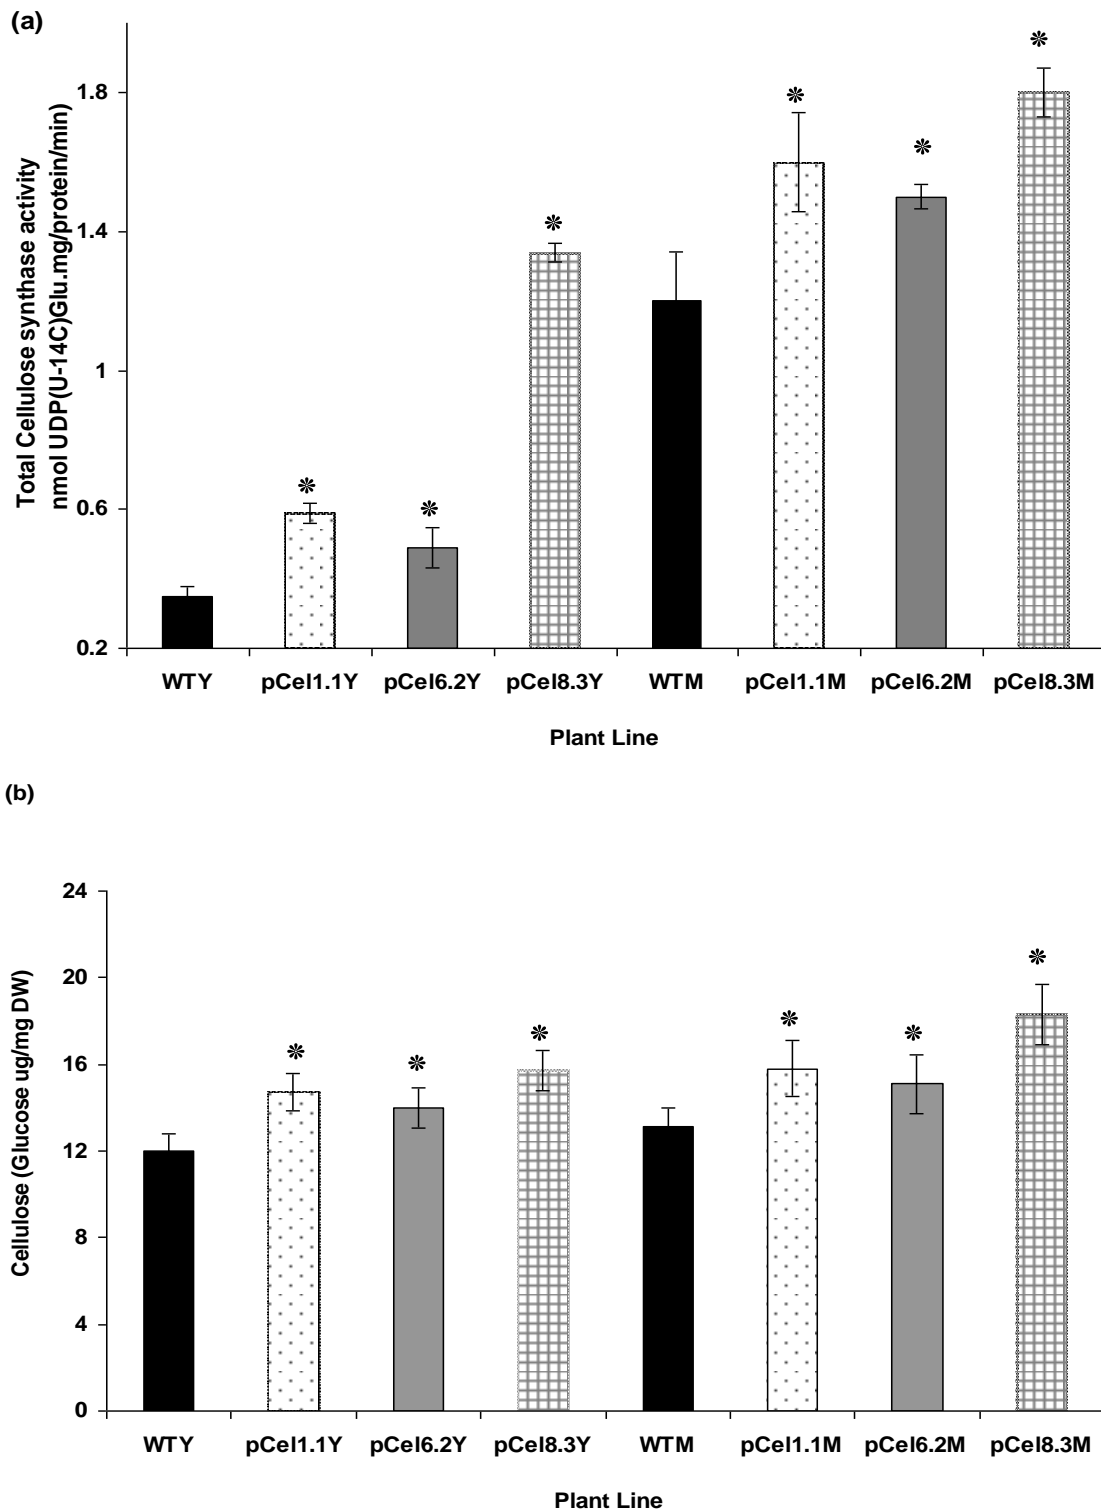 (a)
Total Cellulose synthase activity
nmol UDP(U-14C)Glu.mg/protein/min)
1.8
1.4
1
0.6
0.2
* * * * * *
WTY pCel1.1Y pCel6.2Y pCel8.3Y WTM pCel1.1M pCel6.2M pCel8.3M
Plant Line
(b)
Cellulose (Glucose ug/mg DW)
24
20
16
12
8
4
0
* * * * * *
WTY pCel1.1Y pCel6.2Y pCel8.3Y WTM pCel1.1M pCel6.2M pCel8.3M
Plant Line